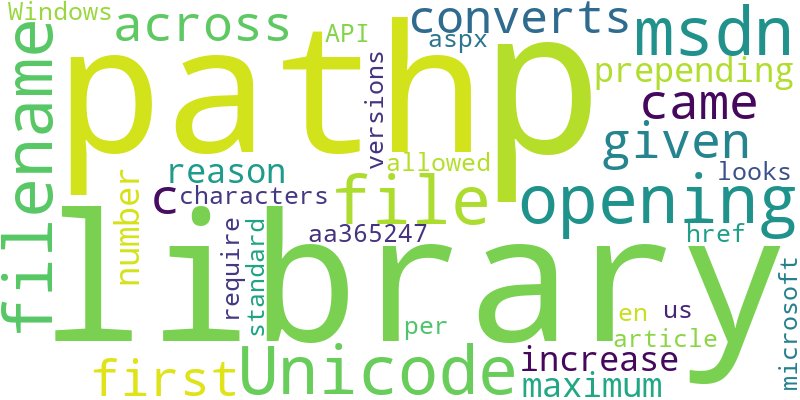 Windows
across
API
converts
aspx
msdn
filename
path
p
versions
prepending
came
reason
allowed
given
looks
number
c
characters
file
opening
library
require
standard
aa365247
href
microsoft
per
en
us
article
first
Unicode
increase
maximum